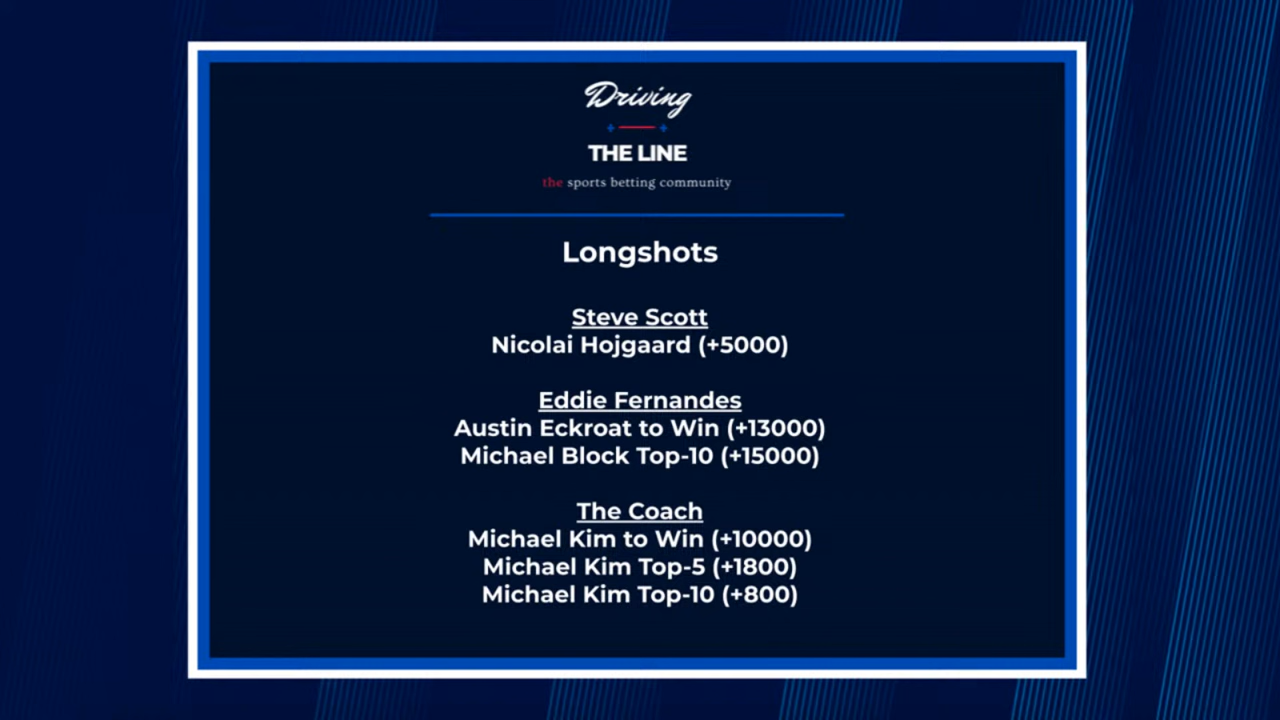 Driving
THE LINE
the sports betting community
Longshots
Steve Scott
Nicolai Hojgaard (+5000)
Eddie Fernandes
Austin Eckroat to Win (+13000)
Michael Block Top-10 (+15000)
The Coach
Michael Kim to Win (+10000)
Michael Kim Top-5 (+1800)
Michael Kim Top-10 (+800)